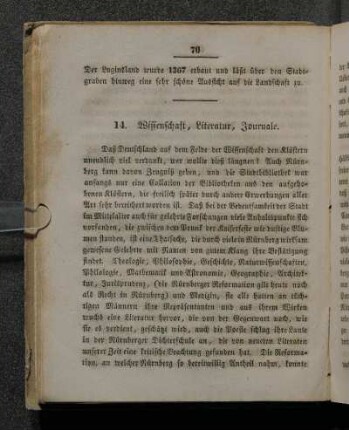 70
Der Luginsland wurde 1367 erbaut und läßt über den Stadt-
graben hinweg eine sehr schöne Aussicht auf die Landschaft zu.
14. Wissenschaft, Literatur, Journale.
Daß Deutschland auf dem Felde der Wissenschaft den Klöstern
unendlich viel verdankt, wer wollte dieß läugnen? Auch Nürn-
berg kann davon Zeugniß geben, und die Stadtbibliothek war
anfangs nur eine Collation der Bibliotheken aus den aufgeho-
benen Klöstern, die freilich später durch andere Erwerbungen aller
Art sehr bereichert worden ist. Daß bei der Bedeutsamkeit der Stadt
im Mittelalter auch für gelehrte Forschungen viele Anhaltspunkte sich
vorfanden, die zwischen dem Gewühl der Kaiserfeste wie duftige Blu-
men standen, ist eine Thatsache, die durch viele in Nürnberg wirksam
gewesene Gelehrte mit Namen von gutem Klang ihre Bestätigung
findet. Theologie, Philosophie, Geschichte, Naturwissenschaften,
Philologie, Mathematik und Astronomie, Geographie, Architek-
tur, Jurisprudenz, (die Nürnberger Reformation gilt heute noch
als Recht in Nürnberg) und Medizin, sie alle hatten an tüch-
tigen Männern ihre Repräsentanten und aus ihrem Wirken
wuchs eine Literatur hervor, die von der Gegenwart noch, wie
sie es verdient, geschätzt wird, auch die Poesie schlug ihre Laute
in der Nürnberger Dichterschule an, die von neueren Literaten
unserer Zeit eine kritische Beachtung gefunden hat. Die Reforma-
tion, an welcher Nürnberg so bereitwillig Antheil nahm, konnte